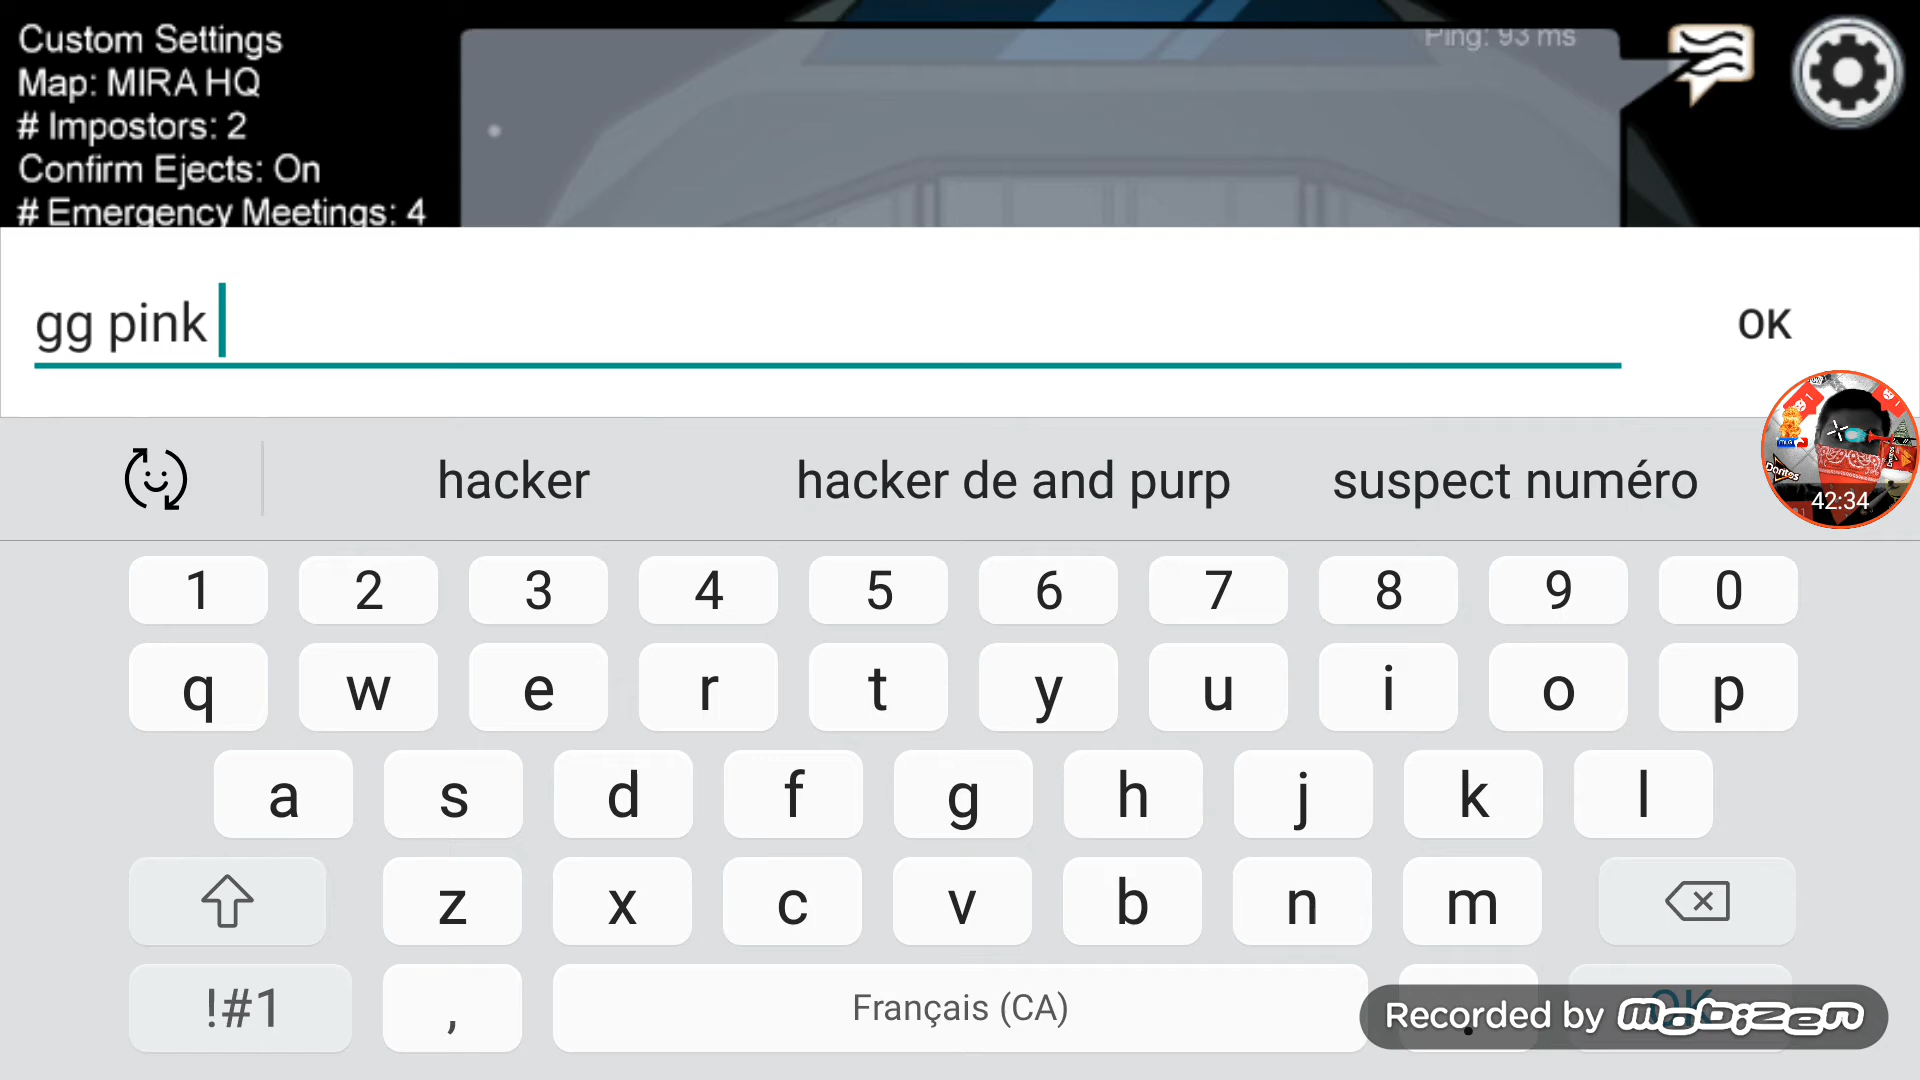 Custom Settings
Map: MIRA HQ
# Impostors: 2
Confirm Ejects: On
# Emergency Meetings: 4
Ping: 93 ms
gg pink
OK
hacker
hacker de and purp
suspect numéro
Doritos
42:34
1 2 3 4 5 6 7 8 9 0
q w e r t y u i o p
a s d f g h j k l
z x c v b n m
!#1 , Français (CA) . OK
Recorded by mobizen